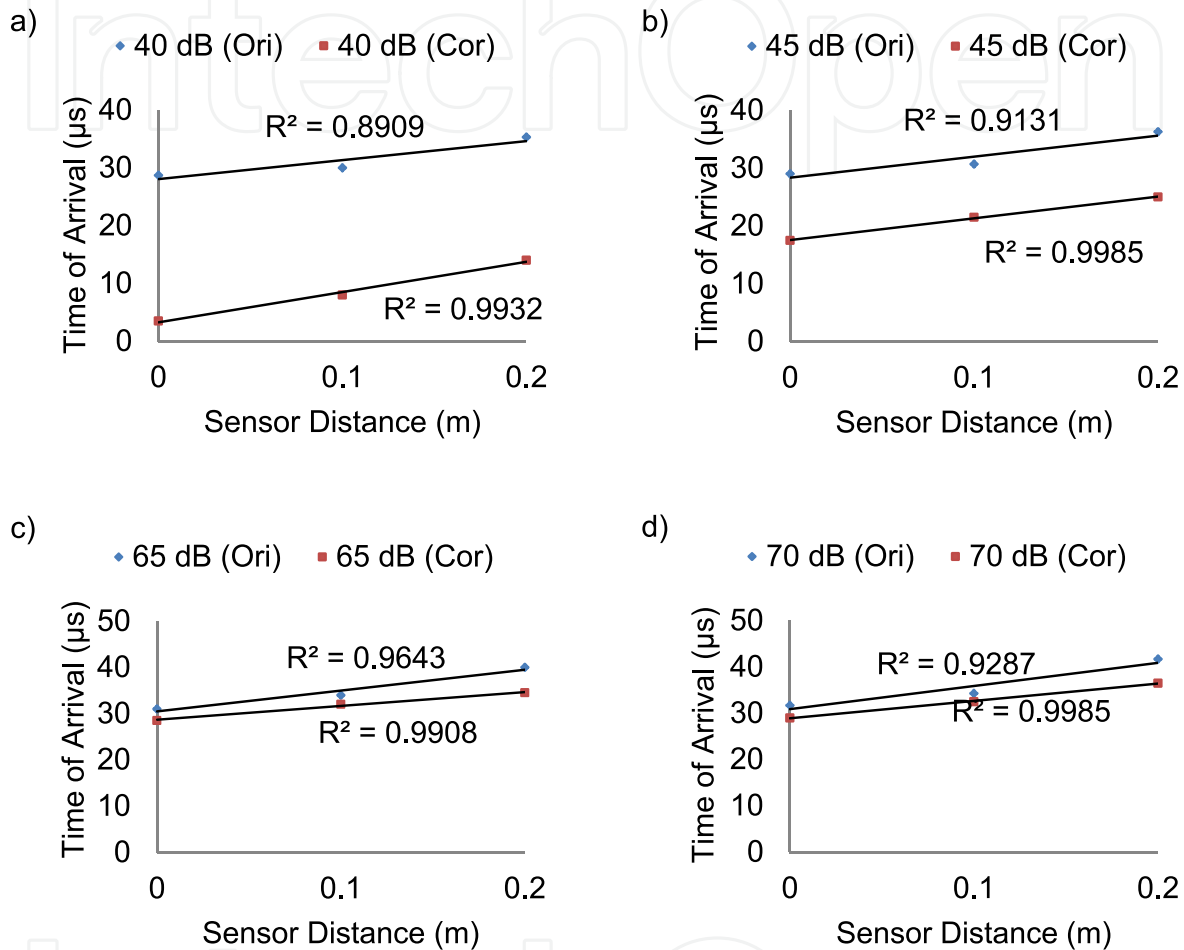 IntechOpen
a)
40 dB (Ori) 40 dB (Cor)
Time of Arrival (µs)
40
30
20
10
0
R² = 0.8909
R² = 0.9932
0 0.1 0.2
Sensor Distance (m)
b)
45 dB (Ori) 45 dB (Cor)
Time of Arrival (µs)
40
30
20
10
0
R² = 0.9131
R² = 0.9985
0 0.1 0.2
Sensor Distance (m)
c)
65 dB (Ori) 65 dB (Cor)
Time of Arrival (µs)
50
40
30
20
10
0
R² = 0.9643
R² = 0.9908
0 0.1 0.2
Sensor Distance (m)
d)
70 dB (Ori) 70 dB (Cor)
Time of Arrival (µs)
50
40
30
20
10
0
R² = 0.9287
R² = 0.9985
0 0.1 0.2
Sensor Distance (m)